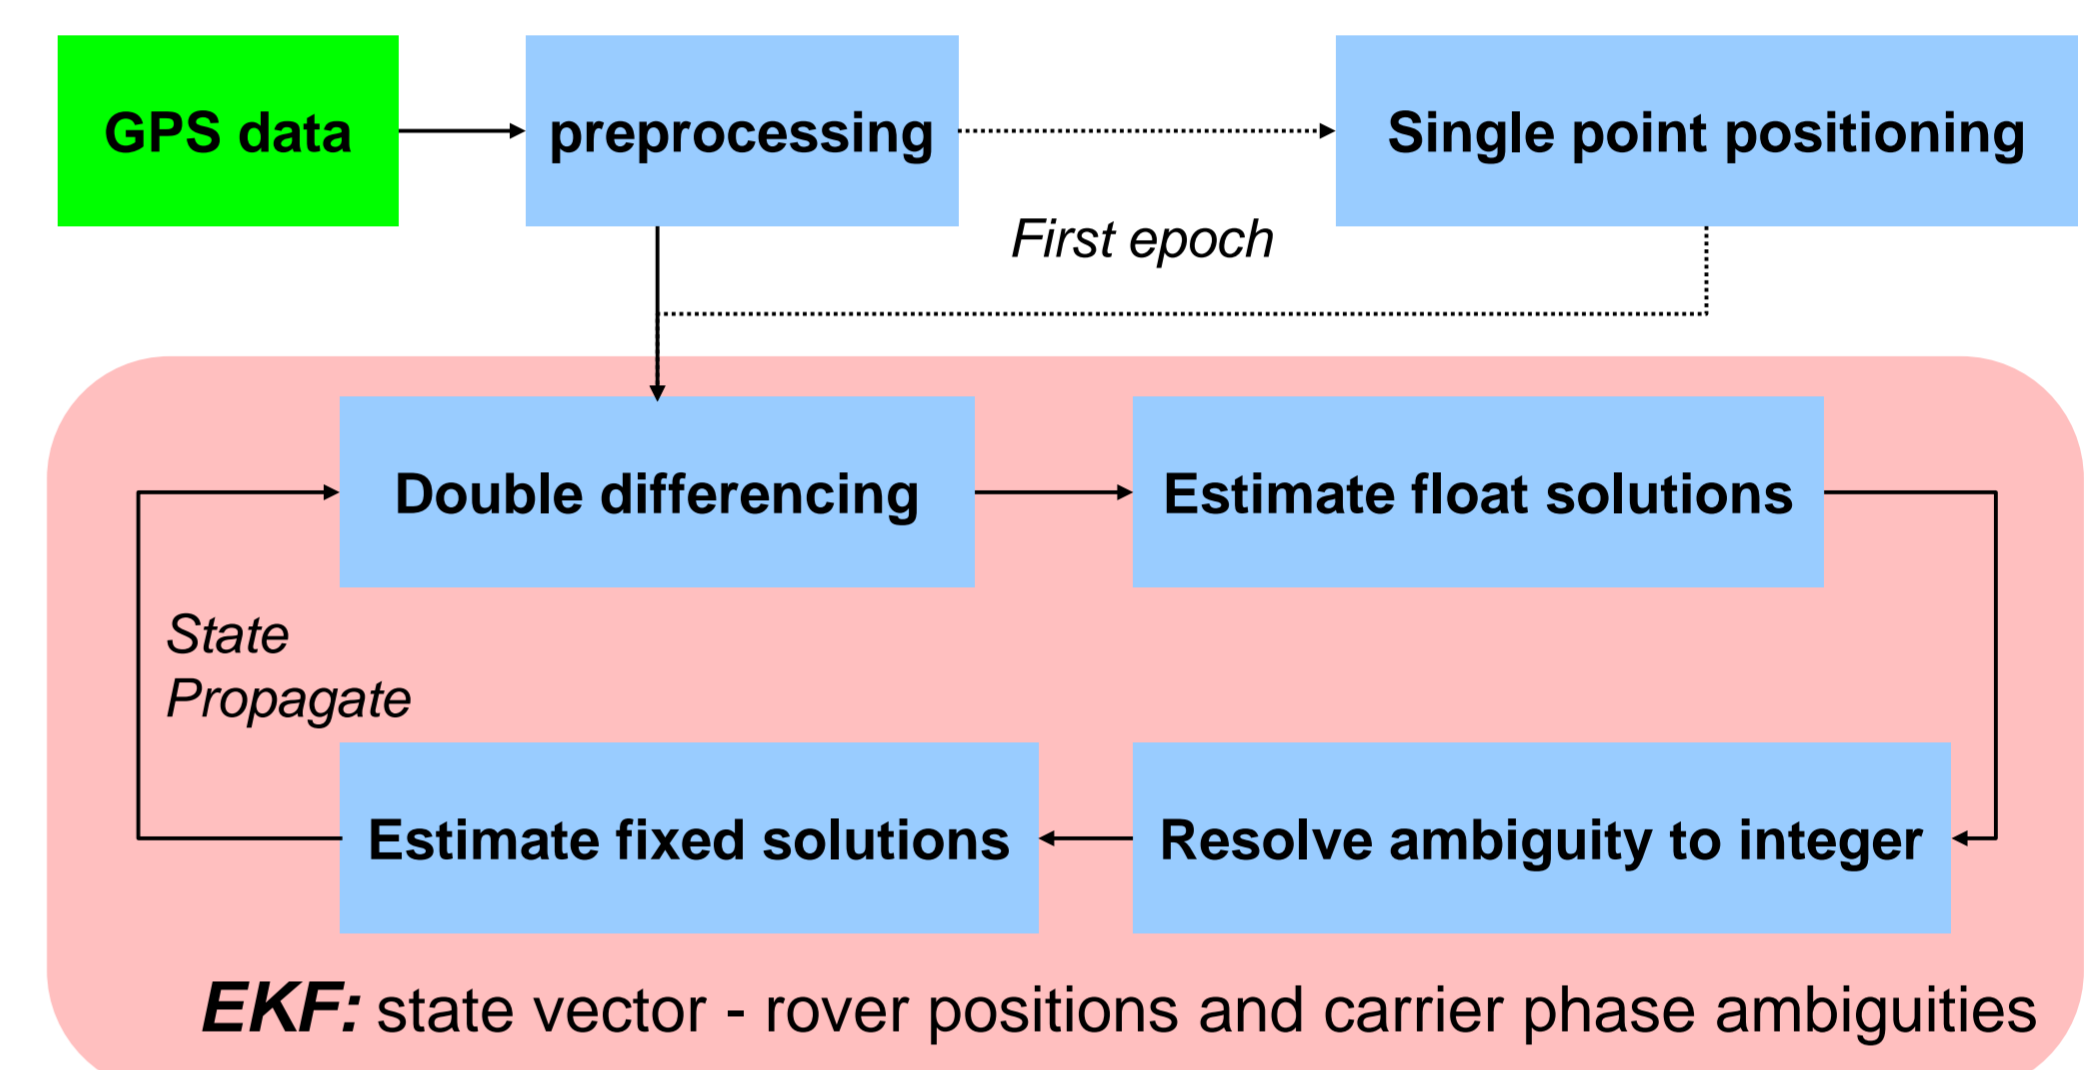 GPS data
preprocessing
Single point positioning
First epoch
Double differencing
Estimate float solutions
State
Propagate
Estimate fixed solutions
Resolve ambiguity to integer
EKF: state vector - rover positions and carrier phase ambiguities